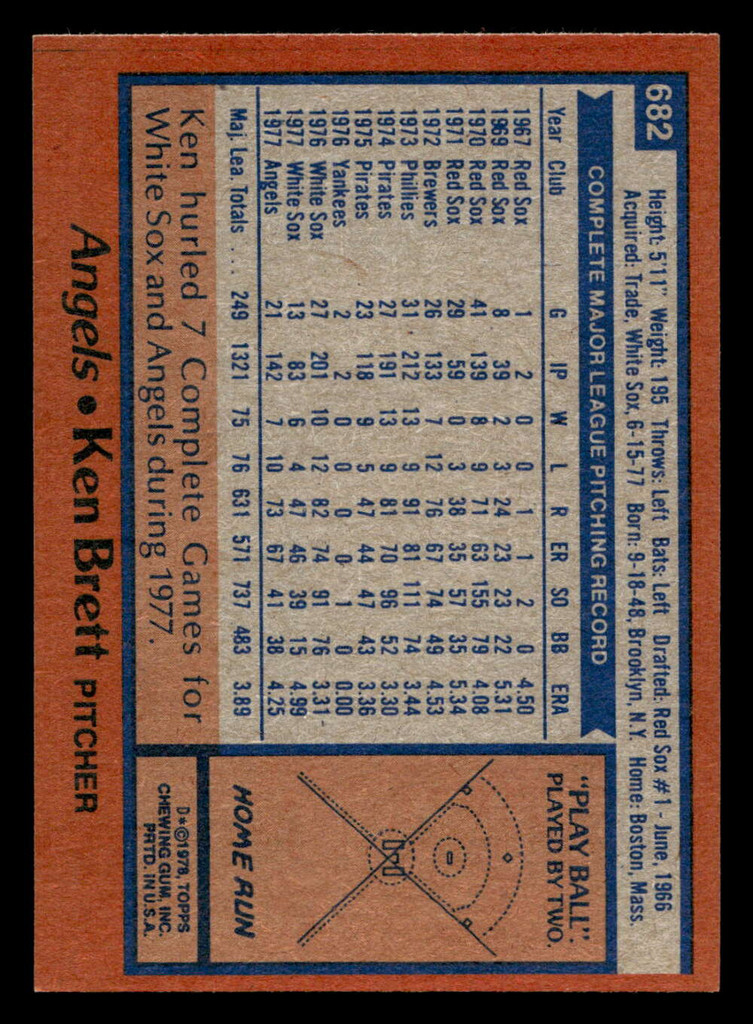 682
Height: 5'11" Weight: 195 Throws: Left Bats: Left Drafted: Red Sox #1 - June, 1966
Acquired: Trade, White Sox, 6-15-77 Born: 9-18-48, Brooklyn, N.Y. Home: Boston, Mass.
COMPLETE MAJOR LEAGUE PITCHING RECORD
Year Club G IP W L R ER SO BB ERA
1967 Red Sox 1 2 0 0 1 1 2 0 4.50
1969 Red Sox 8 39 2 3 24 23 23 22 5.31
1970 Red Sox 41 139 8 9 71 63 155 79 4.08
1971 Red Sox 29 59 0 3 38 35 57 35 5.34
1972 Brewers 26 133 7 12 76 67 74 49 4.53
1973 Phillies 31 212 13 9 91 81 111 74 3.44
1974 Pirates 27 191 13 9 81 70 96 52 3.30
1975 Pirates 23 118 9 5 47 44 47 43 3.36
1976 Yankees 2 2 0 0 0 0 1 0 0.00
1976 White Sox 27 201 10 12 82 74 91 76 3.31
1977 White Sox 13 83 6 4 47 46 39 15 4.99
1977 Angels 21 142 7 10 73 67 41 38 4.25
Maj. Lea. Totals . . . 249 1321 75 76 631 571 737 483 3.89
Ken hurled 7 Complete Games for
White Sox and Angels during 1977.
"PLAY BALL".
PLAYED BY TWO.
HOME RUN
D*©1978, TOPPS
CHEWING GUM, INC.
PRTD. IN U.S.A.
Angels • Ken Brett PITCHER